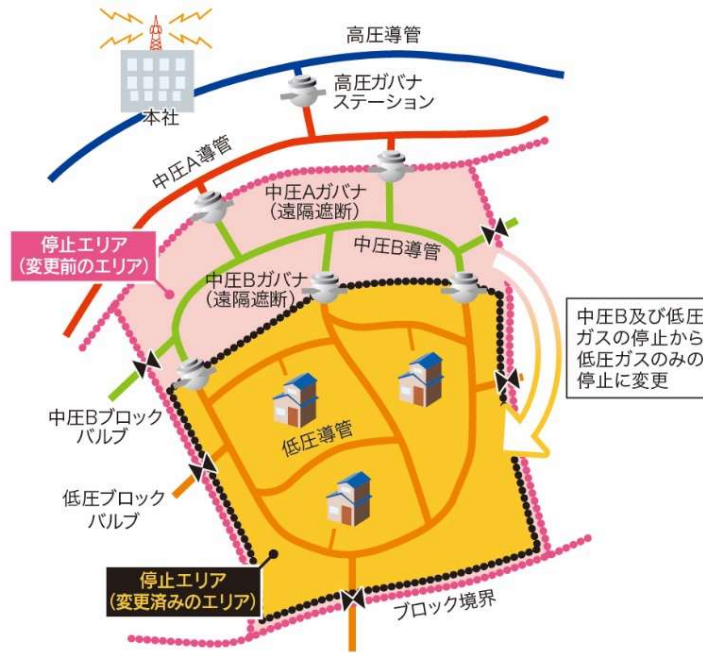 高圧導管
高圧ガバナ
ステーション
本社
中圧A導管
中圧Aガバナ
(遠隔遮断)
停止エリア
(変更前のエリア)
中圧B導管
中圧Bガバナ
(遠隔遮断)
中圧B及び低圧
ガスの停止から
低圧ガスのみの
停止に変更
中圧Bブロック
バルブ
低圧導管
低圧ブロック
バルブ
停止エリア
(変更済みのエリア)
ブロック境界